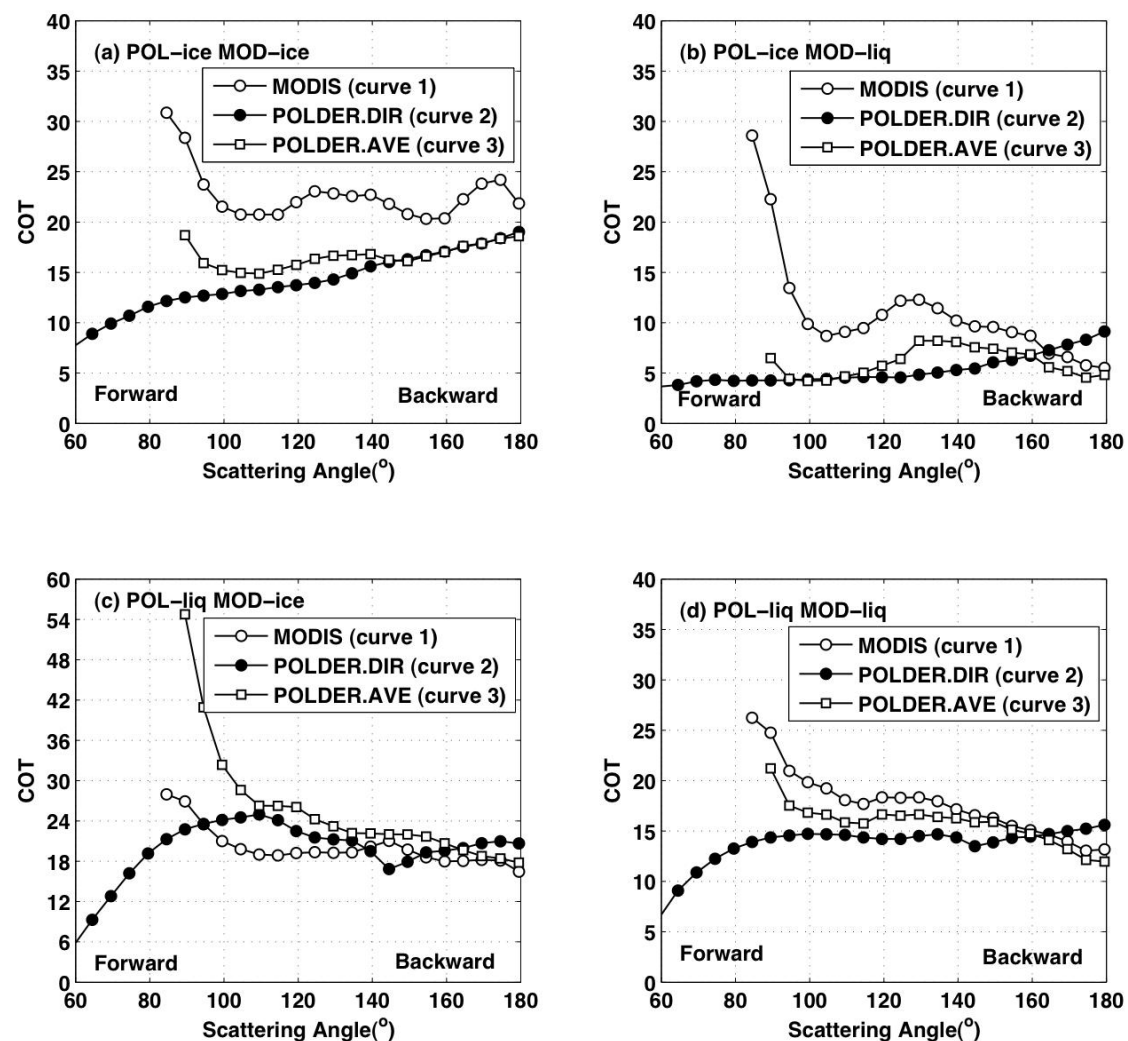 (a) POL−ice MOD−ice
MODIS (curve 1)
POLDER.DIR (curve 2)
POLDER.AVE (curve 3)
40
35
30
25
20
15
10
5
0
COT
Forward
Backward
60 80 100 120 140 160 180
Scattering Angle(o)
(b) POL−ice MOD−liq
MODIS (curve 1)
POLDER.DIR (curve 2)
POLDER.AVE (curve 3)
40
35
30
25
20
15
10
5
0
COT
Forward
Backward
60 80 100 120 140 160 180
Scattering Angle(o)
(c) POL−liq MOD−ice
MODIS (curve 1)
POLDER.DIR (curve 2)
POLDER.AVE (curve 3)
60
54
48
42
36
30
24
18
12
6
0
COT
Forward
Backward
60 80 100 120 140 160 180
Scattering Angle(o)
(d) POL−liq MOD−liq
MODIS (curve 1)
POLDER.DIR (curve 2)
POLDER.AVE (curve 3)
40
35
30
25
20
15
10
5
0
COT
Forward
Backward
60 80 100 120 140 160 180
Scattering Angle(o)